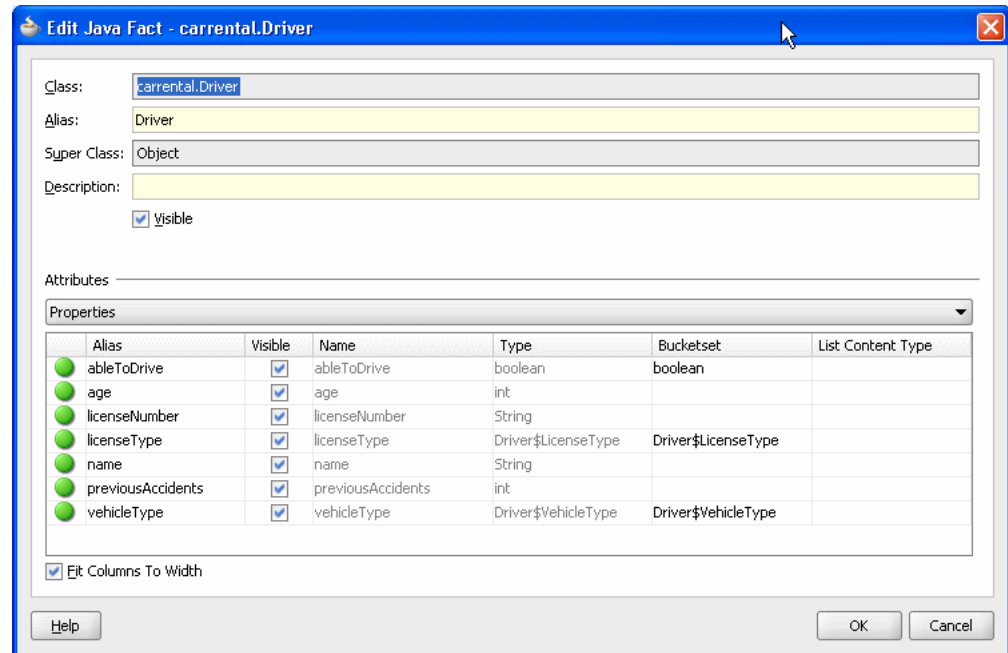 Edit Java Fact - carrental.Driver
Class: carrental.Driver
Alias: Driver
Super Class: Object
Description:
Visible
Attributes
Properties
Alias Visible Name Type Bucketset List Content Type
ableToDrive ableToDrive boolean boolean
age age int
licenseNumber licenseNumber String
licenseType licenseType Driver$LicenseType Driver$LicenseType
name name String
previousAccidents previousAccidents int
vehicleType vehicleType Driver$VehicleType Driver$VehicleType
Fit Columns To Width
Help OK Cancel